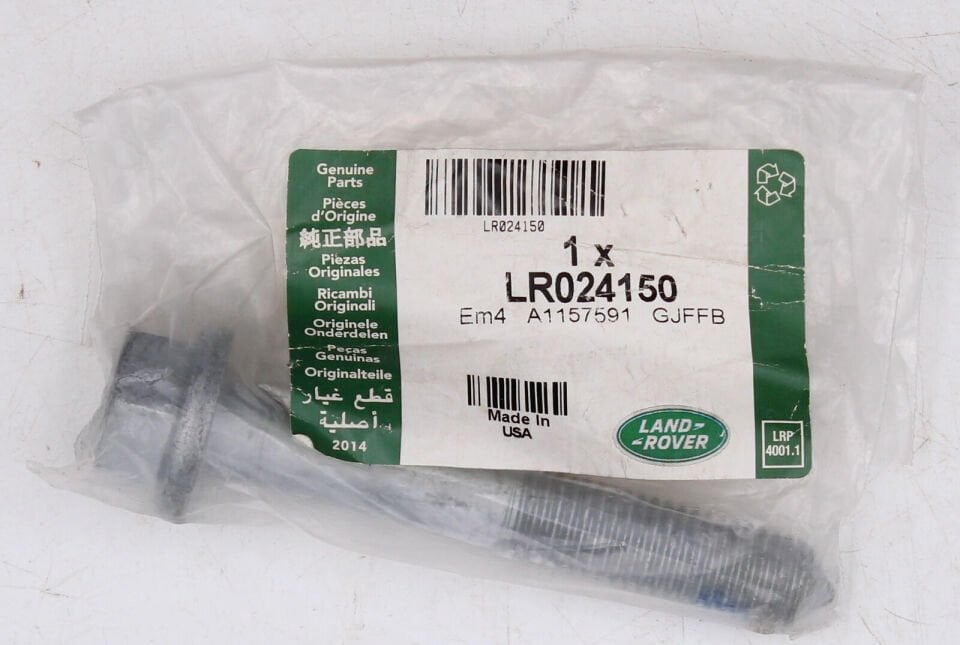 Genuine
Parts
Pièces
d'Origine
純正部品
Piezas
Originales
Ricambi
Originali
Originele
Onderdelen
Peças
Genuinas
Originalteile
قطع غيار
أصلية
2014
LR024150
1 x
LR024150
Em4 A1157591 GJFFB
Made In
USA
LAND-
-ROVER
LRP
4001.1